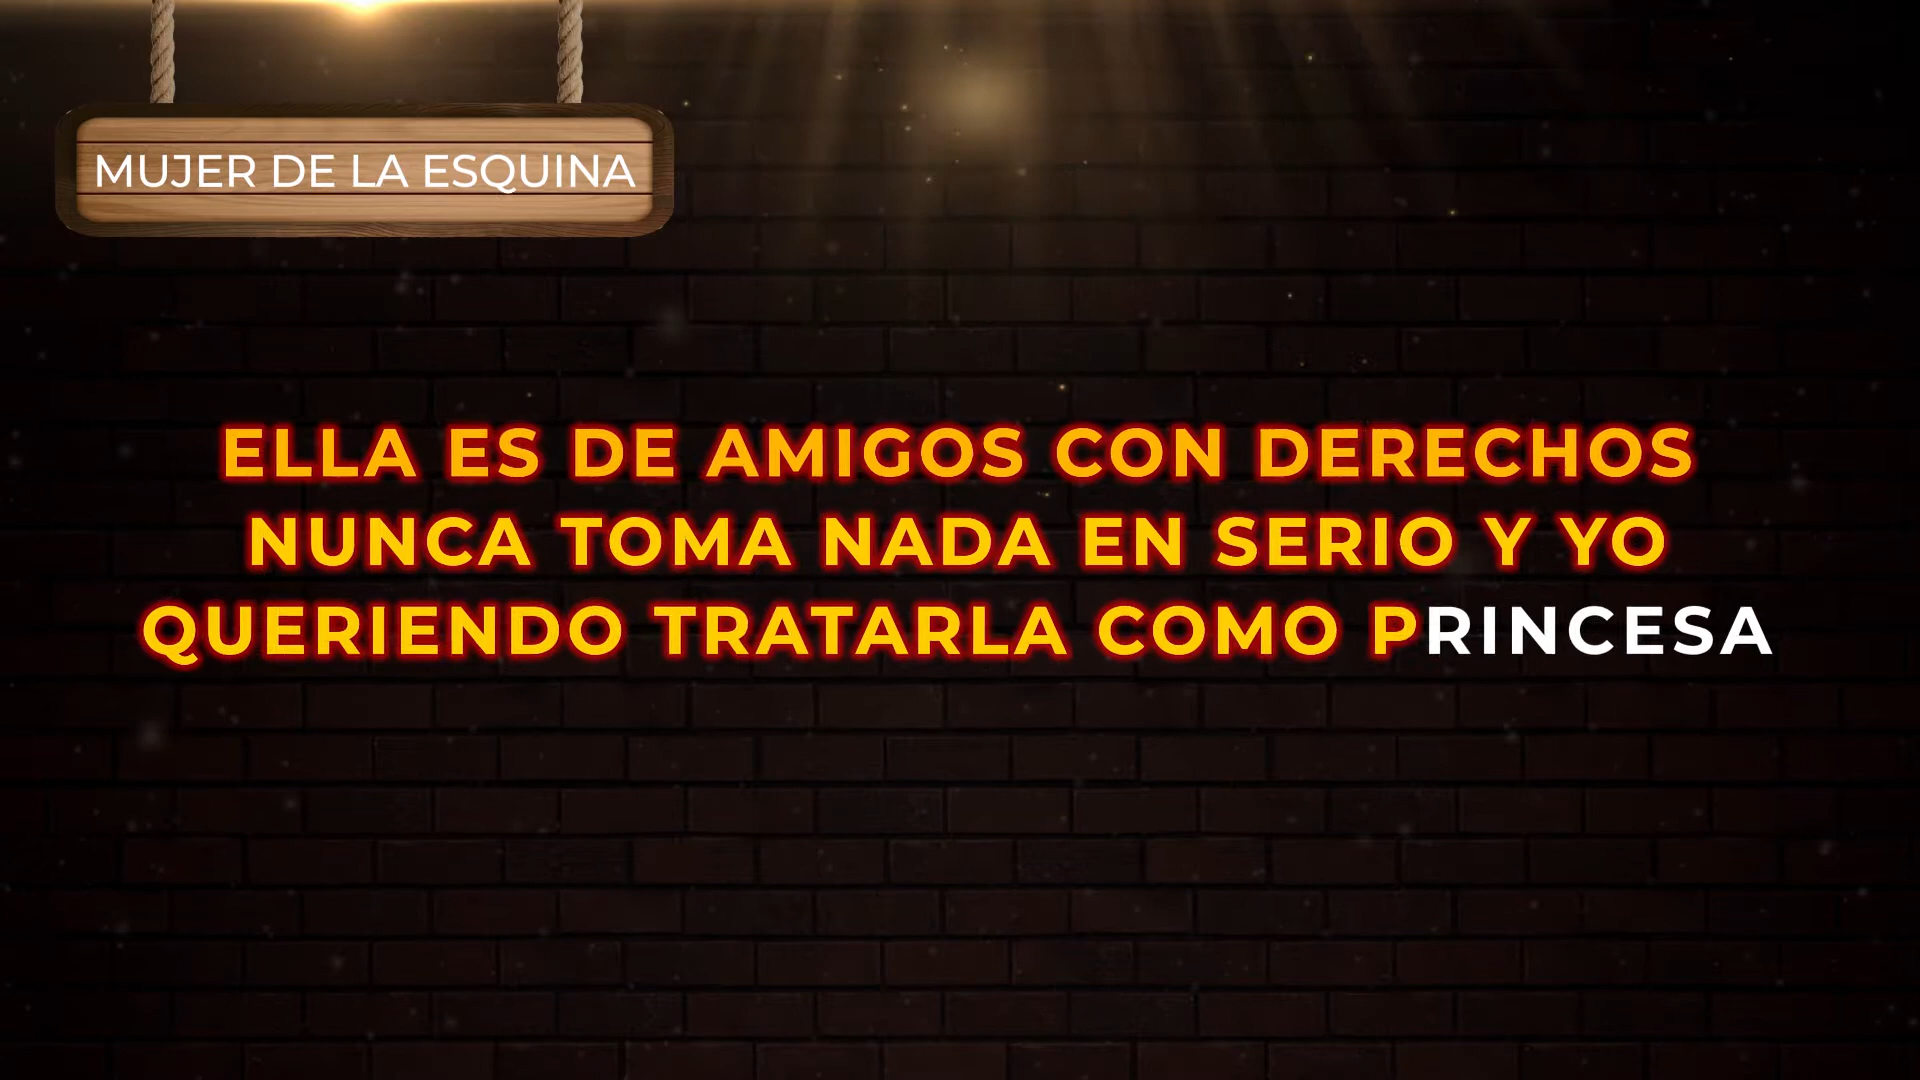 MUJER DE LA ESQUINA
ELLA ES DE AMIGOS CON DERECHOS
NUNCA TOMA NADA EN SERIO Y YO
QUERIENDO TRATARLA COMO PRINCESA